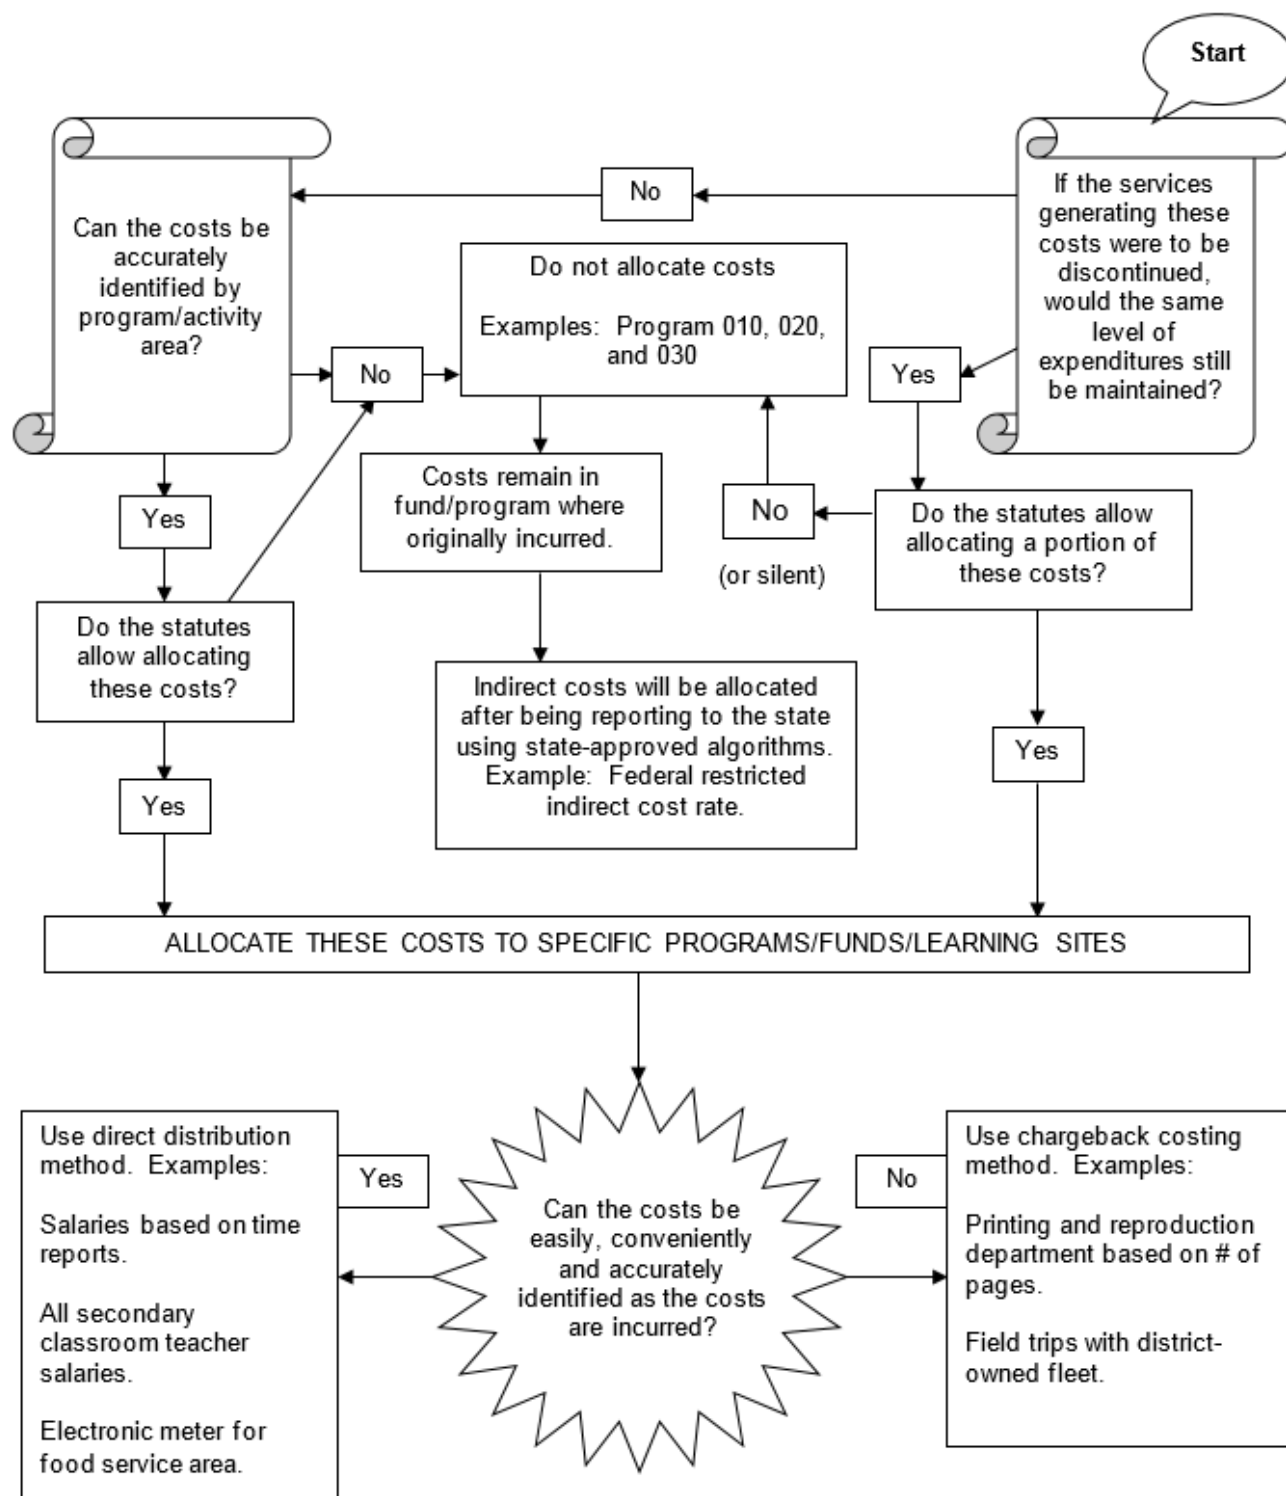 Start
If the services
generating these
costs were to be
discontinued,
would the same
level of
expenditures still
be maintained?
No
Can the costs be
accurately
identified by
program/activity
area?
Do not allocate costs
Examples: Program 010, 020,
and 030
No
Yes
Costs remain in
fund/program where
originally incurred.
No
(or silent)
Do the statutes allow
allocating a portion of
these costs?
Yes
Do the statutes
allow allocating
these costs?
Indirect costs will be allocated
after being reporting to the state
using state-approved algorithms.
Example: Federal restricted
indirect cost rate.
Yes
Yes
ALLOCATE THESE COSTS TO SPECIFIC PROGRAMS/FUNDS/LEARNING SITES
Use direct distribution
method. Examples:
Salaries based on time
reports.
All secondary
classroom teacher
salaries.
Electronic meter for
food service area.
Yes
Can the costs be
easily, conveniently
and accurately
identified as the costs
are incurred?
No
Use chargeback costing
method. Examples:
Printing and reproduction
department based on # of
pages.
Field trips with district-
owned fleet.